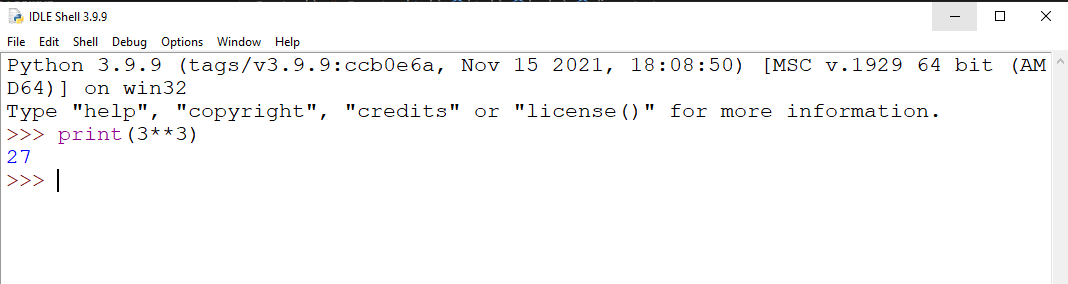 IDLE Shell 3.9.9
File Edit Shell Debug Options Window Help
Python 3.9.9 (tags/v3.9.9:ccb0e6a, Nov 15 2021, 18:08:50) [MSC v.1929 64 bit (AM
D64)] on win32
Type "help", "copyright", "credits" or "license()" for more information.
>>> print(3**3)
27
>>>